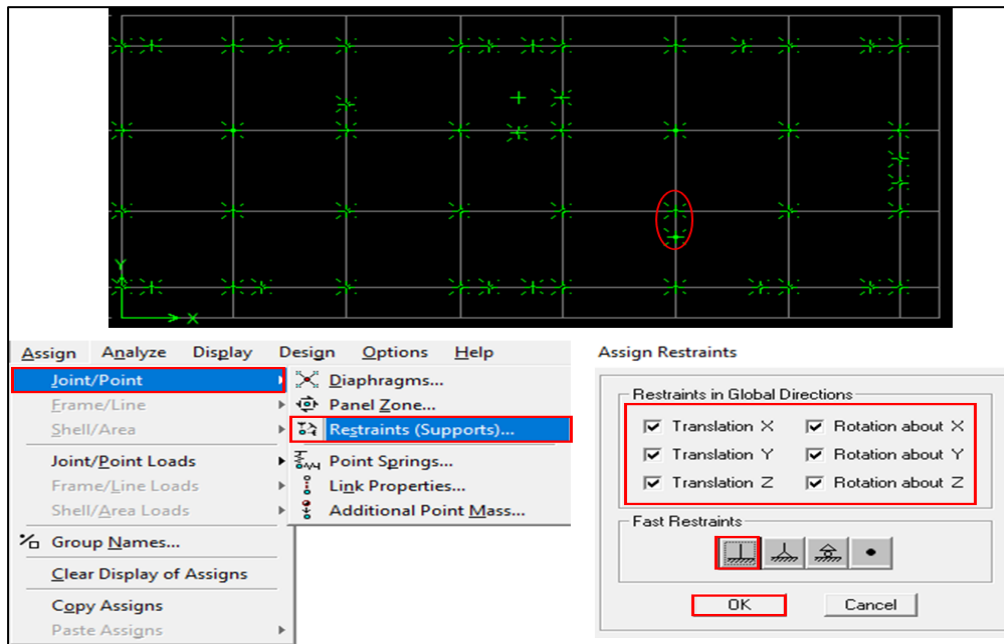 Y
X
Assign Analyze Display Design Options Help
Joint/Point
Frame/Line
Shell/Area
Joint/Point Loads
Frame/Line Loads
Shell/Area Loads
Group Names...
Clear Display of Assigns
Copy Assigns
Paste Assigns
Diaphragms...
Panel Zone...
Restraints (Supports)...
Point Springs...
Link Properties...
Additional Point Mass...
Assign Restraints
Restraints in Global Directions
Translation X Rotation about X
Translation Y Rotation about Y
Translation Z Rotation about Z
Fast Restraints
OK Cancel